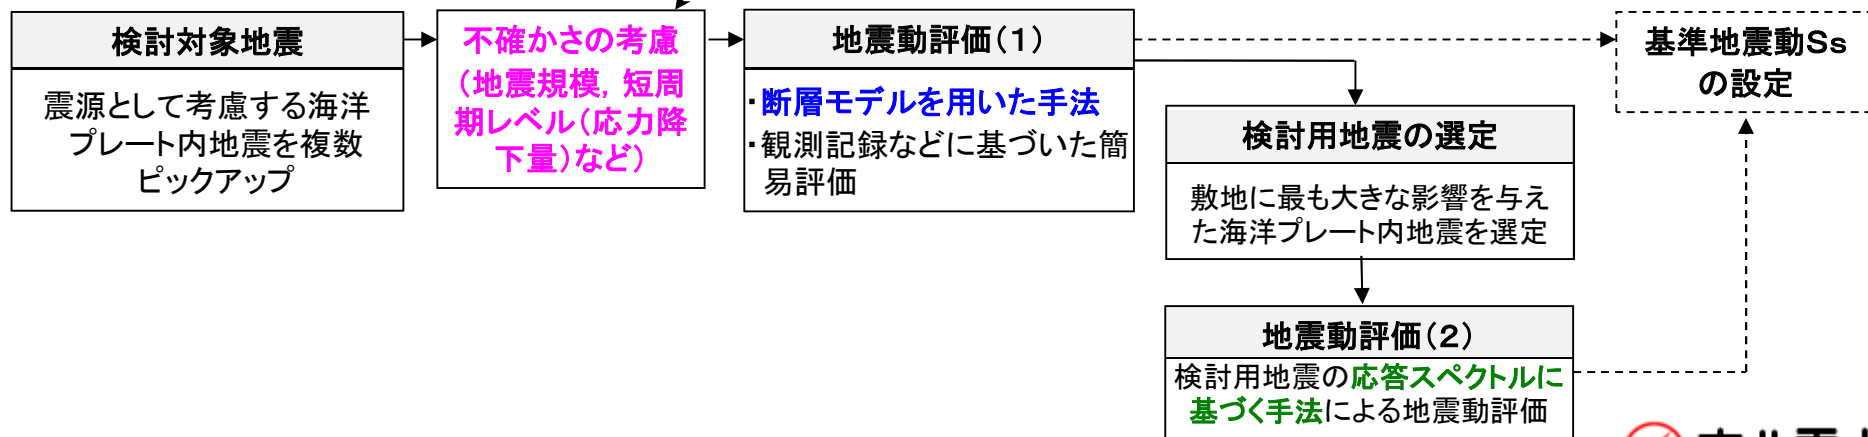 検討対象地震
震源として考慮する海洋
プレート内地震を複数
ピックアップ
不確かさの考慮
（地震規模，短周
期レベル（応力降
下量）など）
地震動評価（１）
・断層モデルを用いた手法
・観測記録などに基づいた簡
易評価
検討用地震の選定
敷地に最も大きな影響を与え
た海洋プレート内地震を選定
地震動評価（２）
検討用地震の応答スペクトルに
基づく手法による地震動評価
基準地震動Ｓｓ
の設定